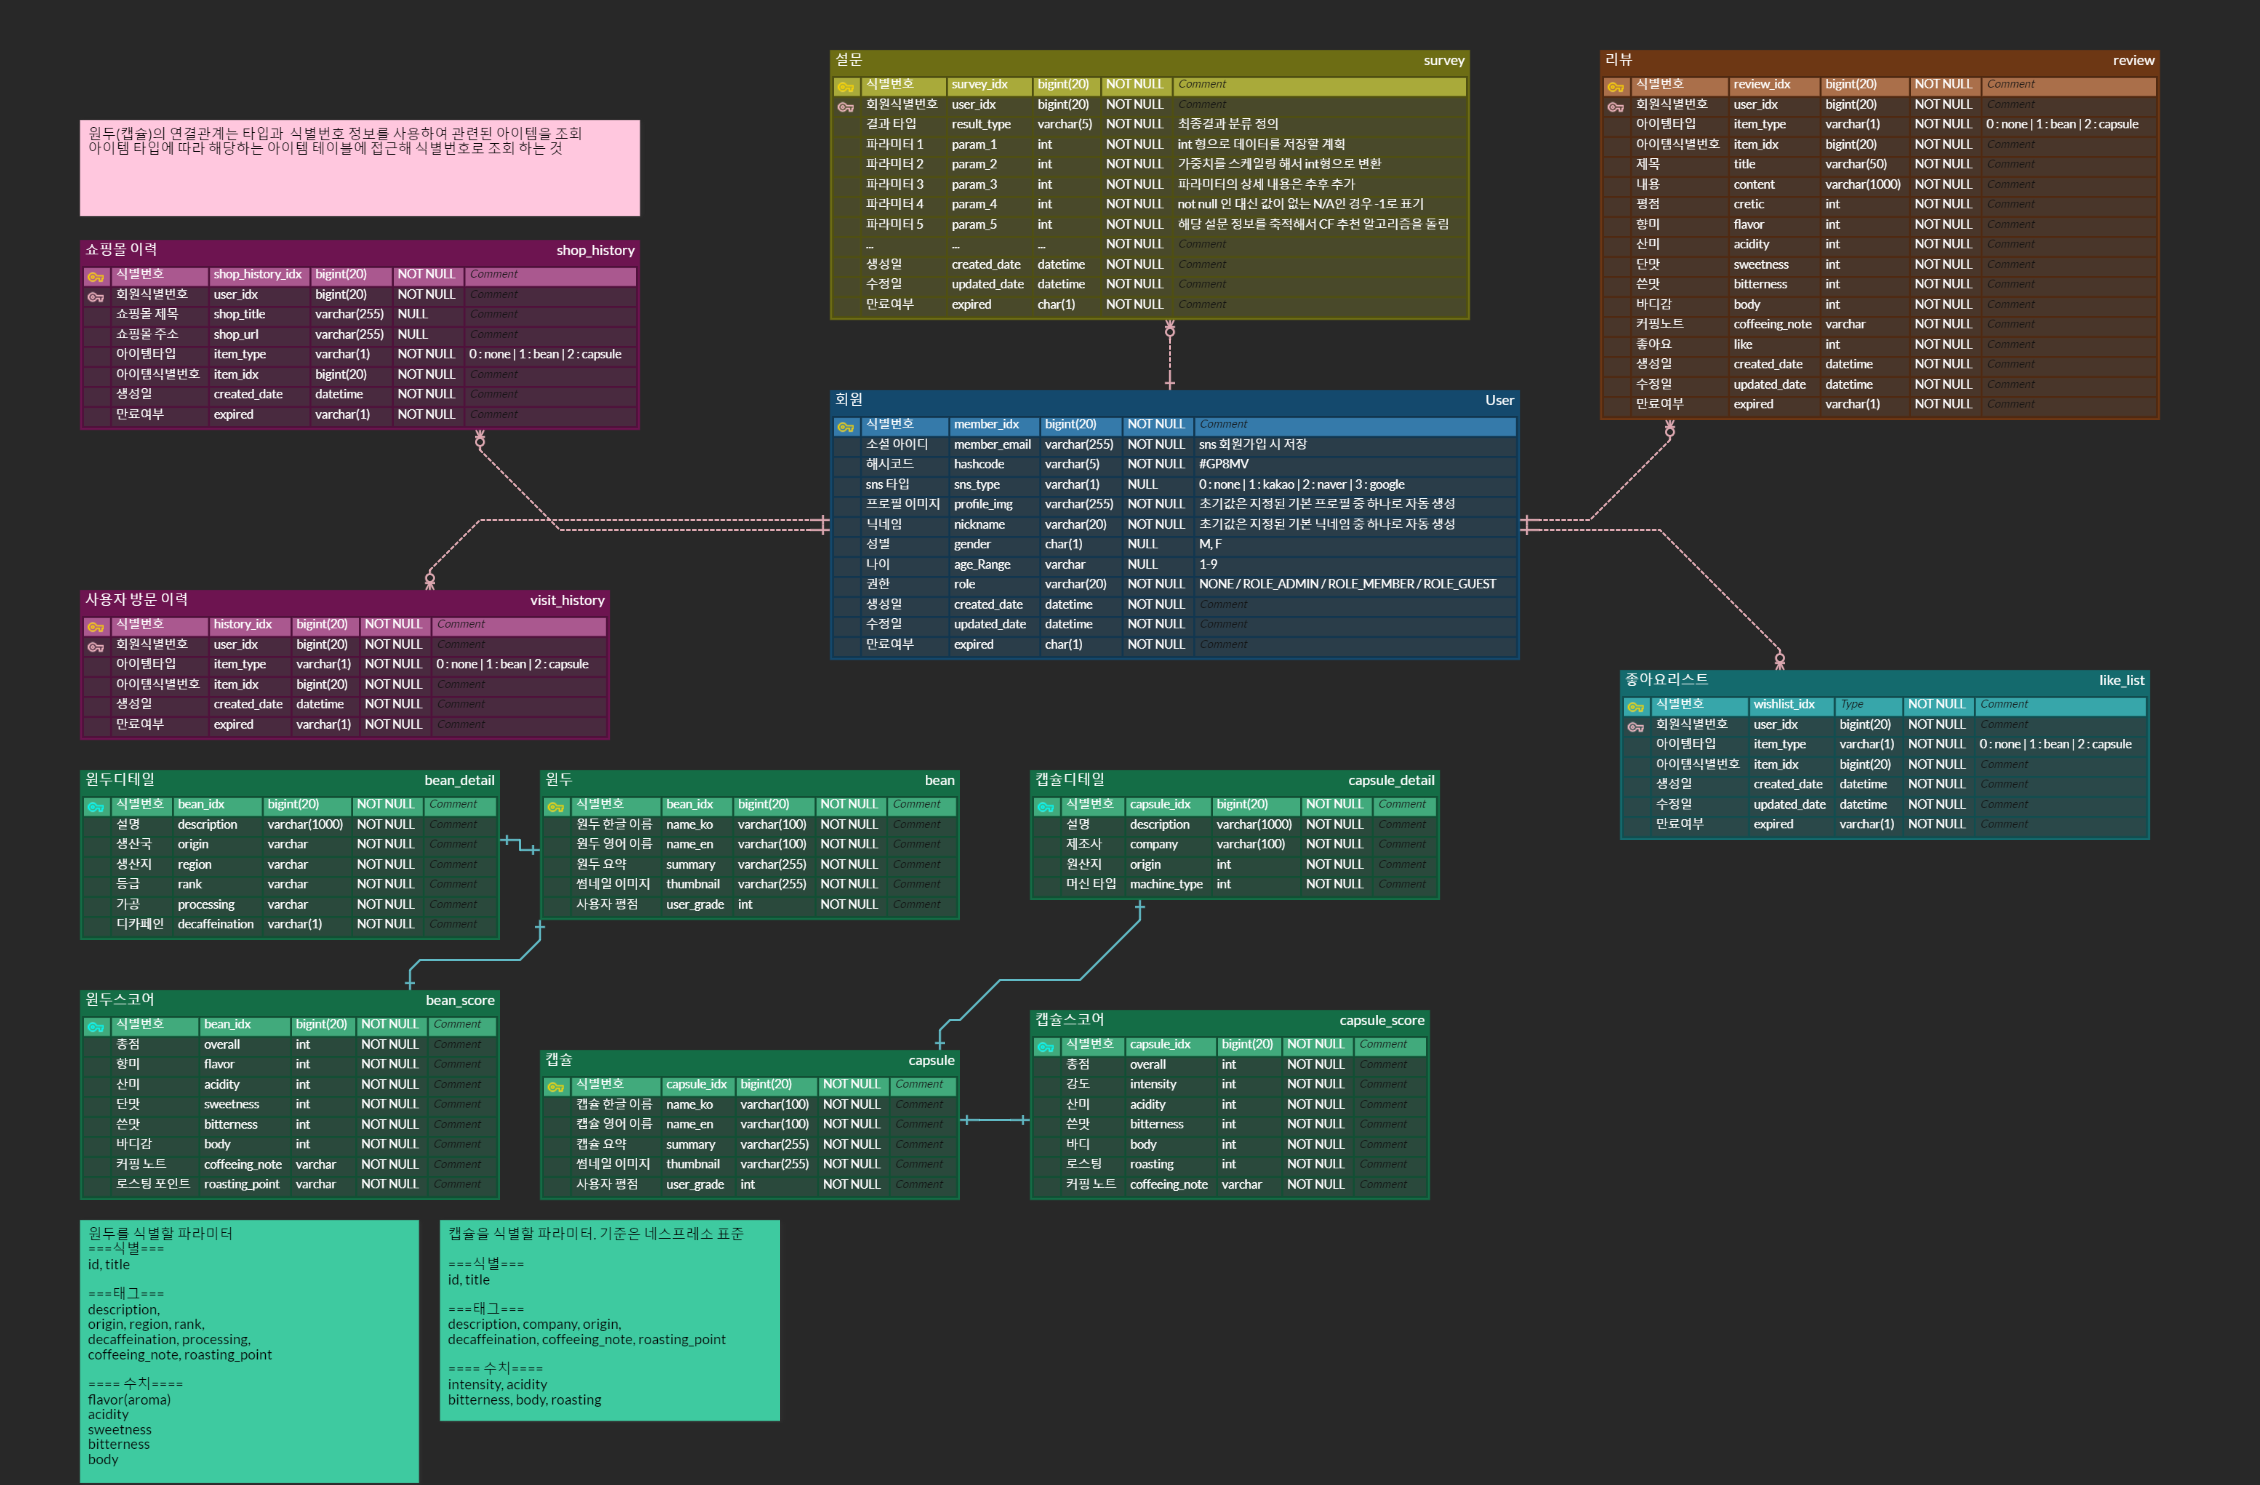 설문 survey
식별번호 survey_idx bigint(20) NOT NULL Comment
회원식별번호 user_idx bigint(20) NOT NULL Comment
결과 타입 result_type varchar(5) NOT NULL 최종결과 분류 정의
파라미터 1 param_1 int NOT NULL int 형으로 데이터를 저장할 계획
파라미터 2 param_2 int NOT NULL 가중치를 스케일링 해서 int형으로 변환
파라미터 3 param_3 int NOT NULL 파라미터의 상세 내용은 추후 추가
파라미터 4 param_4 int NOT NULL not null 인 대신 값이 없는 N/A인 경우 -1로 표기
파라미터 5 param_5 int NOT NULL 해당 설문 정보를 축적해서 CF 추천 알고리즘을 돌림
... ... ... NOT NULL Comment
생성일 created_date datetime NOT NULL Comment
수정일 updated_date datetime NOT NULL Comment
만료여부 expired char(1) NOT NULL Comment
리뷰 review
식별번호 review_idx bigint(20) NOT NULL Comment
회원식별번호 user_idx bigint(20) NOT NULL Comment
아이템타입 item_type varchar(1) NOT NULL 0 : none | 1 : bean | 2 : capsule
아이템식별번호 item_idx bigint(20) NOT NULL Comment
제목 title varchar(50) NOT NULL Comment
내용 content varchar(1000) NOT NULL Comment
평점 cretic int NOT NULL Comment
향미 flavor int NOT NULL Comment
산미 acidity int NOT NULL Comment
단맛 sweetness int NOT NULL Comment
쓴맛 bitterness int NOT NULL Comment
바디감 body int NOT NULL Comment
커핑노트 coffeeing_note varchar NOT NULL Comment
좋아요 like int NOT NULL Comment
생성일 created_date datetime NOT NULL Comment
수정일 updated_date datetime NOT NULL Comment
만료여부 expired varchar(1) NOT NULL Comment
원두(캡슐)의 연결관계는 타입과 식별번호 정보를 사용하여 관련된 아이템을 조회
아이템 타입에 따라 해당하는 아이템 테이블에 접근해 식별번호로 조회 하는 것
쇼핑몰 이력 shop_history
식별번호 shop_history_idx bigint(20) NOT NULL Comment
회원식별번호 user_idx bigint(20) NOT NULL Comment
쇼핑몰 제목 shop_title varchar(255) NULL Comment
쇼핑몰 주소 shop_url varchar(255) NULL Comment
아이템타입 item_type varchar(1) NOT NULL 0 : none | 1 : bean | 2 : capsule
아이템식별번호 item_idx bigint(20) NOT NULL Comment
생성일 created_date datetime NOT NULL Comment
만료여부 expired varchar(1) NOT NULL Comment
회원 User
식별번호 member_idx bigint(20) NOT NULL Comment
소셜 아이디 member_email varchar(255) NOT NULL sns 회원가입 시 저장
해시코드 hashcode varchar(5) NOT NULL #GP8MV
sns 타입 sns_type varchar(1) NULL 0 : none | 1 : kakao | 2 : naver | 3 : google
프로필 이미지 profile_img varchar(255) NOT NULL 초기값은 지정된 기본 프로필 중 하나로 자동 생성
닉네임 nickname varchar(20) NOT NULL 초기값은 지정된 기본 닉네임 중 하나로 자동 생성
성별 gender char(1) NULL M, F
나이 age_Range varchar NULL 1-9
권한 role varchar(20) NOT NULL NONE / ROLE_ADMIN / ROLE_MEMBER / ROLE_GUEST
생성일 created_date datetime NOT NULL Comment
수정일 updated_date datetime NOT NULL Comment
만료여부 expired char(1) NOT NULL Comment
사용자 방문 이력 visit_history
식별번호 history_idx bigint(20) NOT NULL Comment
회원식별번호 user_idx bigint(20) NOT NULL Comment
아이템타입 item_type varchar(1) NOT NULL 0 : none | 1 : bean | 2 : capsule
아이템식별번호 item_idx bigint(20) NOT NULL Comment
생성일 created_date datetime NOT NULL Comment
만료여부 expired varchar(1) NOT NULL Comment
좋아요리스트 like_list
식별번호 wishlist_idx Type NOT NULL Comment
회원식별번호 user_idx bigint(20) NOT NULL Comment
아이템타입 item_type varchar(1) NOT NULL 0 : none | 1 : bean | 2 : capsule
아이템식별번호 item_idx bigint(20) NOT NULL Comment
생성일 created_date datetime NOT NULL Comment
수정일 updated_date datetime NOT NULL Comment
만료여부 expired varchar(1) NOT NULL Comment
원두디테일 bean_detail
식별번호 bean_idx bigint(20) NOT NULL Comment
설명 description varchar(1000) NOT NULL Comment
생산국 origin varchar NOT NULL Comment
생산지 region varchar NOT NULL Comment
등급 rank varchar NOT NULL Comment
가공 processing varchar NOT NULL Comment
디카페인 decaffeination varchar(1) NOT NULL Comment
원두 bean
식별번호 bean_idx bigint(20) NOT NULL Comment
원두 한글 이름 name_ko varchar(100) NOT NULL Comment
원두 영어 이름 name_en varchar(100) NOT NULL Comment
원두 요약 summary varchar(255) NOT NULL Comment
썸네일 이미지 thumbnail varchar(255) NOT NULL Comment
사용자 평점 user_grade int NOT NULL Comment
캡슐디테일 capsule_detail
식별번호 capsule_idx bigint(20) NOT NULL Comment
설명 description varchar(1000) NOT NULL Comment
제조사 company varchar(100) NOT NULL Comment
원산지 origin int NOT NULL Comment
머신 타입 machine_type int NOT NULL Comment
원두스코어 bean_score
식별번호 bean_idx bigint(20) NOT NULL Comment
총점 overall int NOT NULL Comment
향미 flavor int NOT NULL Comment
산미 acidity int NOT NULL Comment
단맛 sweetness int NOT NULL Comment
쓴맛 bitterness int NOT NULL Comment
바디감 body int NOT NULL Comment
커핑 노트 coffeeing_note varchar NOT NULL Comment
로스팅 포인트 roasting_point varchar NOT NULL Comment
캡슐 capsule
식별번호 capsule_idx bigint(20) NOT NULL Comment
캡슐 한글 이름 name_ko varchar(100) NOT NULL Comment
캡슐 영어 이름 name_en varchar(100) NOT NULL Comment
캡슐 요약 summary varchar(255) NOT NULL Comment
썸네일 이미지 thumbnail varchar(255) NOT NULL Comment
사용자 평점 user_grade int NOT NULL Comment
캡슐스코어 capsule_score
식별번호 capsule_idx bigint(20) NOT NULL Comment
총점 overall int NOT NULL Comment
강도 intensity int NOT NULL Comment
산미 acidity int NOT NULL Comment
쓴맛 bitterness int NOT NULL Comment
바디 body int NOT NULL Comment
로스팅 roasting int NOT NULL Comment
커핑 노트 coffeeing_note varchar NOT NULL Comment
원두를 식별할 파라미터
===식별===
id, title
===태그===
description,
origin, region, rank,
decaffeination, processing,
coffeeing_note, roasting_point
==== 수치====
flavor(aroma)
acidity
sweetness
bitterness
body
캡슐을 식별할 파라미터. 기준은 네스프레소 표준
===식별===
id, title
===태그===
description, company, origin,
decaffeination, coffeeing_note, roasting_point
==== 수치====
intensity, acidity
bitterness, body, roasting